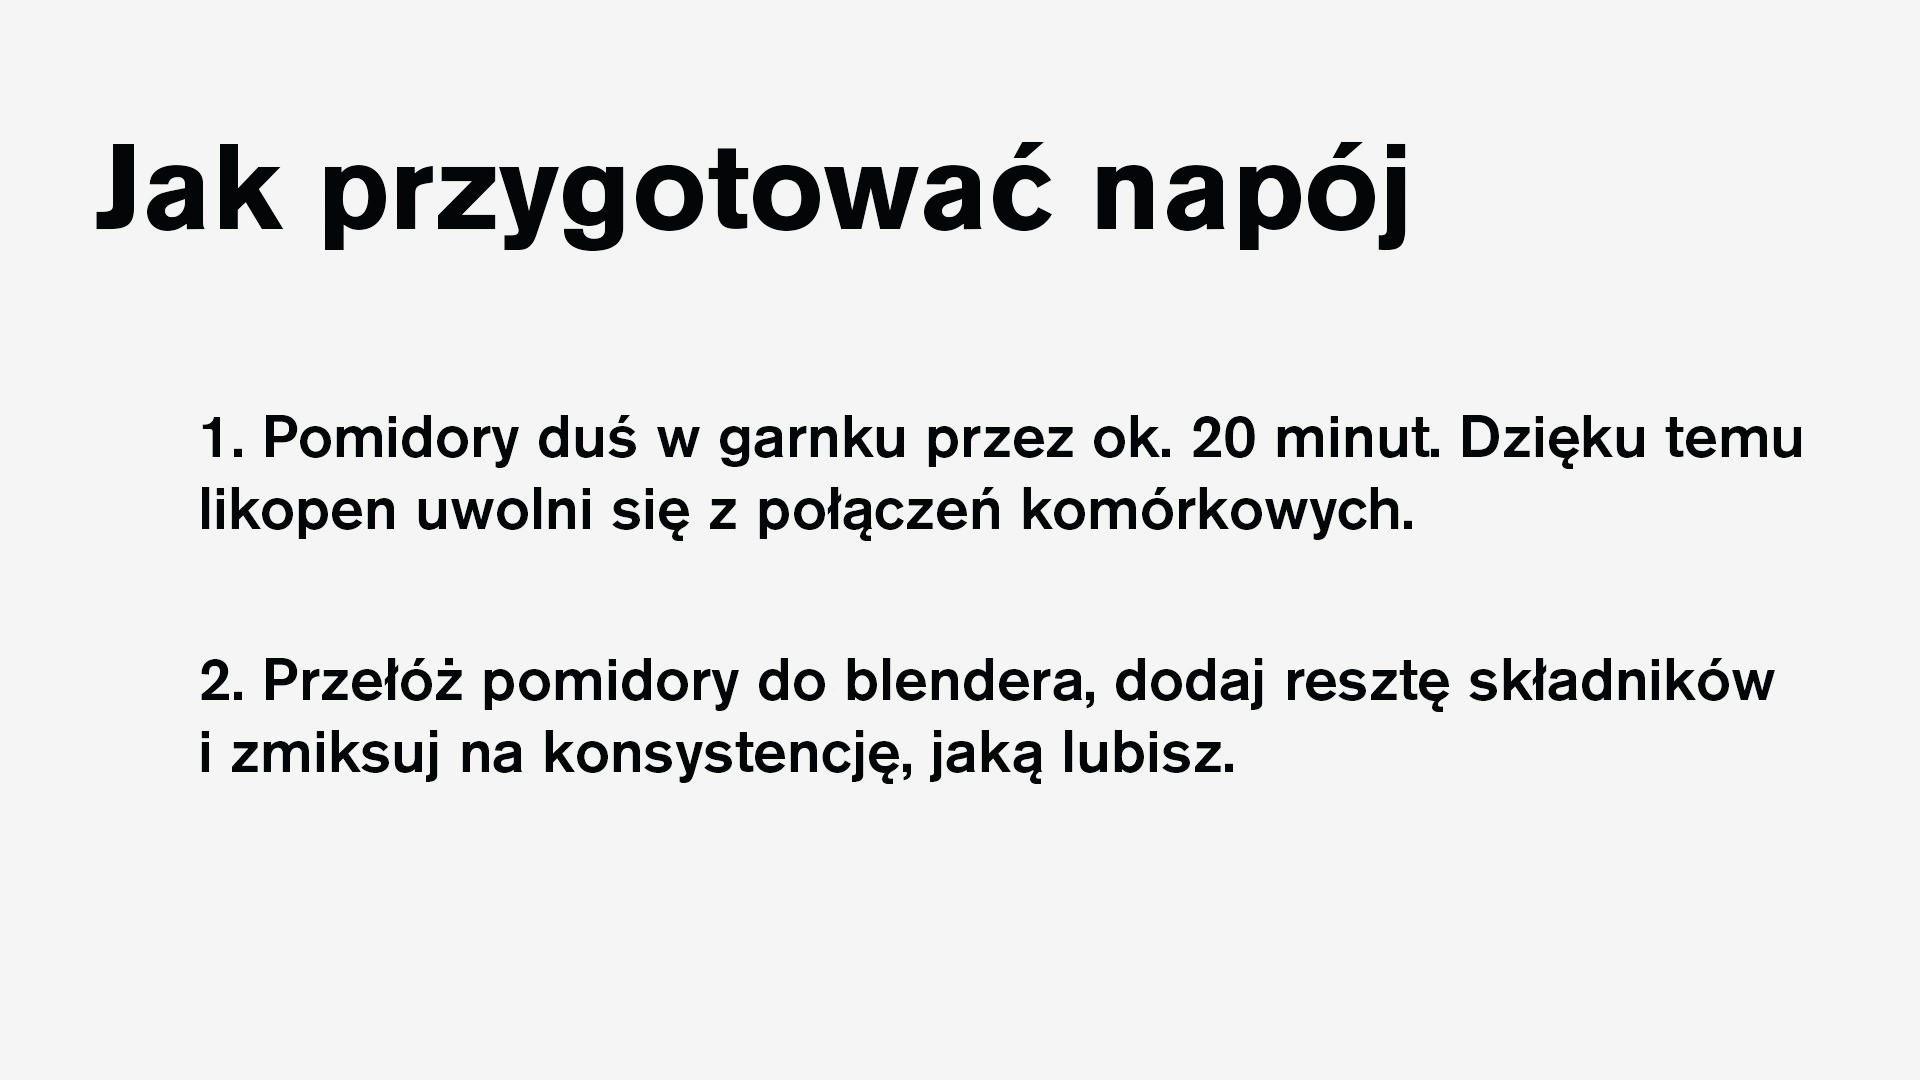 Jak przygotować napój
1. Pomidory duś w garnku przez ok. 20 minut. Dzięku temu
likopen uwolni się z połączeń komórkowych.
2. Przełóż pomidory do blendera, dodaj resztę składników
i zmiksuj na konsystencję, jaką lubisz.